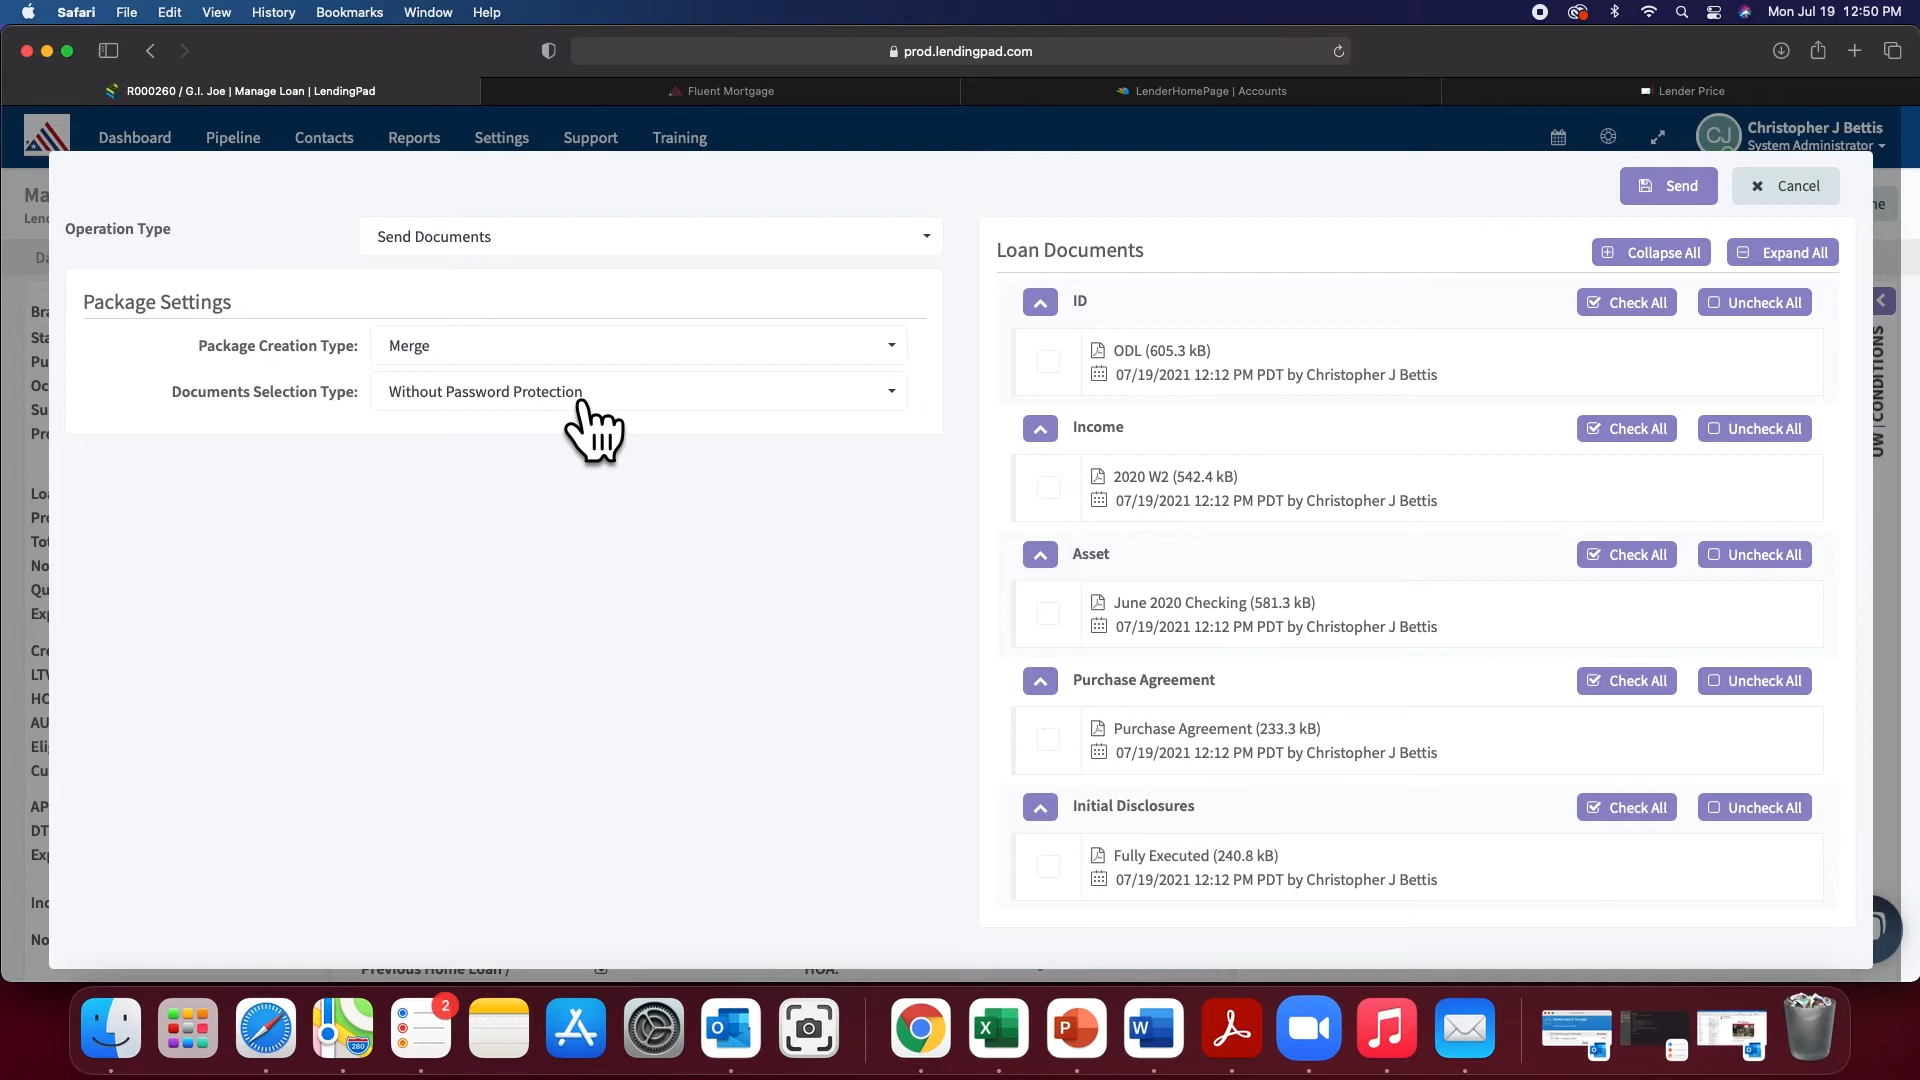 Safari File Edit View History Bookmarks Window Help
Mon Jul 19 12:50 PM
prod.lendingpad.com
R000260 / G.I. Joe | Manage Loan | LendingPad
Fluent Mortgage
LenderHomePage | Accounts
Lender Price
Dashboard Pipeline Contacts Reports Settings Support Training
CJ
Christopher J Bettis
System Administrator
Send
Cancel
Operation Type
Send Documents
Package Settings
Package Creation Type:
Merge
Documents Selection Type:
Without Password Protection
Loan Documents
Collapse All
Expand All
ID
Check All
Uncheck All
ODL (605.3 kB)
07/19/2021 12:12 PM PDT by Christopher J Bettis
Income
Check All
Uncheck All
2020 W2 (542.4 kB)
07/19/2021 12:12 PM PDT by Christopher J Bettis
Asset
Check All
Uncheck All
June 2020 Checking (581.3 kB)
07/19/2021 12:12 PM PDT by Christopher J Bettis
Purchase Agreement
Check All
Uncheck All
Purchase Agreement (233.3 kB)
07/19/2021 12:12 PM PDT by Christopher J Bettis
Initial Disclosures
Check All
Uncheck All
Fully Executed (240.8 kB)
07/19/2021 12:12 PM PDT by Christopher J Bettis
UW | CONDITIONS
Previous Home Loan /
HOA:
2
280